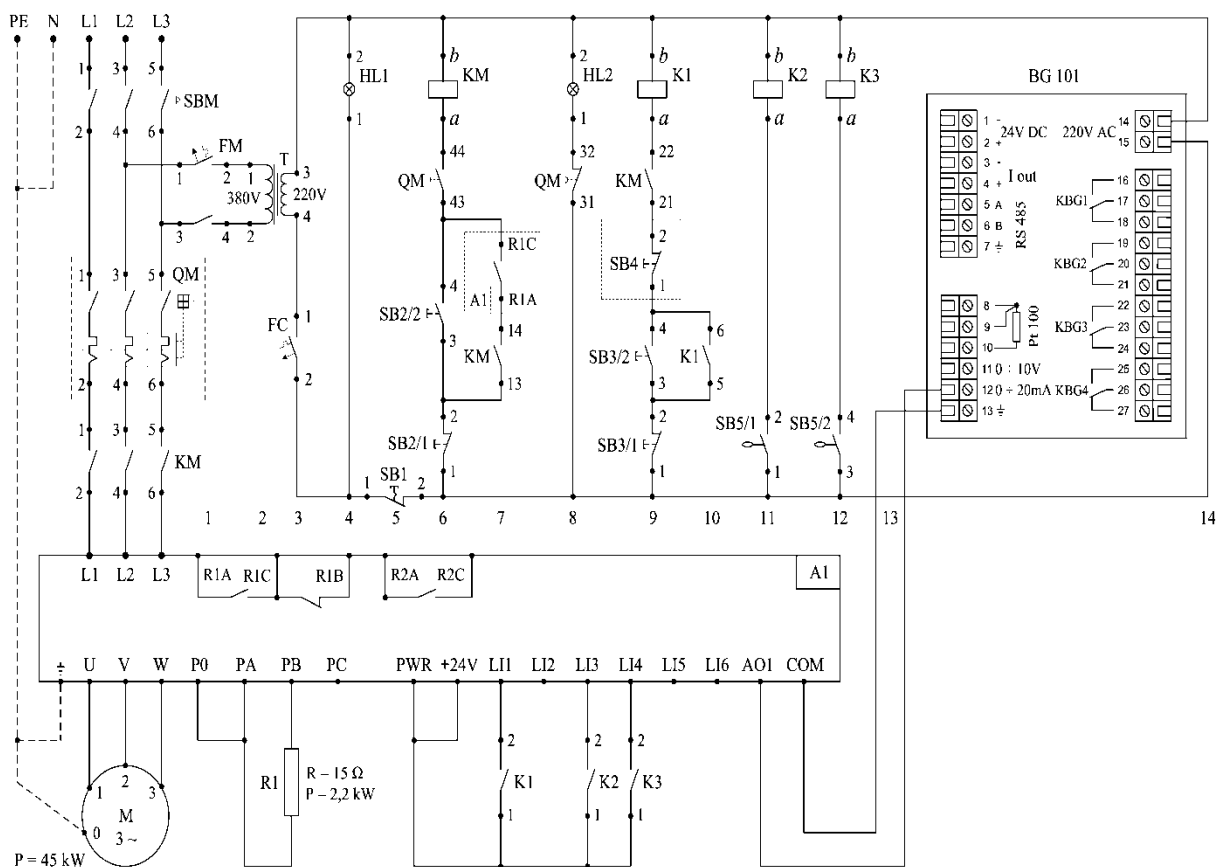 PE N L1 L2 L3
1 3 5
SBM
2 4 6
FM
1 2 1
T
3
380V 220V
4
3 4 2
1 3 5 QM
FC
1
2
2 4 6
1 3 5
KM
2 4 6
2 HL1 1
b KM a
44
QM
43
R1C
A1 R1A
4
SB2/2
3
14
KM
13
2
SB2/1
1
1 SB1 2
2 HL2 1
32
QM
31
b K1 a
22
KM
21
2
SB4
1
4
SB3/2
3
6
K1
5
2
SB3/1
1
b K2 a
2
SB5/1
1
b K3 a
4
SB5/2
3
1 2 3 4 5 6 7 8 9 10 11 12 13 14
BG 101
1 - 24V DC
2 +
3 - I out
4 +
5 A RS 485
6 B
7
8 Pt 100
9
10
11 0 ÷ 10V
12 0 ÷ 20mA
13
220V AC 14
15
16
KBG1 17
18
19
KBG2 20
21
22
KBG3 23
24
25
KBG4 26
27
L1 L2 L3 R1A R1C R1B R2A R2C A1
U V W P0 PA PB PC PWR +24V LI1 LI2 LI3 LI4 LI5 LI6 AO1 COM
2 2 2
K1 K2 K3
1 1 1
R1
R – 15 Ω
P – 2,2 kW
1 2 3
M
0 3 ~
P = 45 kW